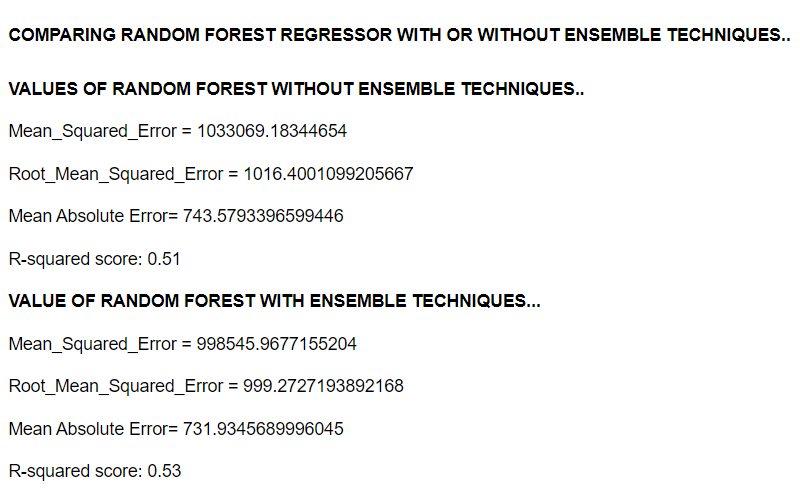 COMPARING RANDOM FOREST REGRESSOR WITH OR WITHOUT ENSEMBLE TECHNIQUES..
VALUES OF RANDOM FOREST WITHOUT ENSEMBLE TECHNIQUES..
Mean_Squared_Error = 1033069.18344654
Root_Mean_Squared_Error = 1016.4001099205667
Mean Absolute Error= 743.5793396599446
R-squared score: 0.51
VALUE OF RANDOM FOREST WITH ENSEMBLE TECHNIQUES...
Mean_Squared_Error = 998545.9677155204
Root_Mean_Squared_Error = 999.2727193892168
Mean Absolute Error= 731.9345689996045
R-squared score: 0.53